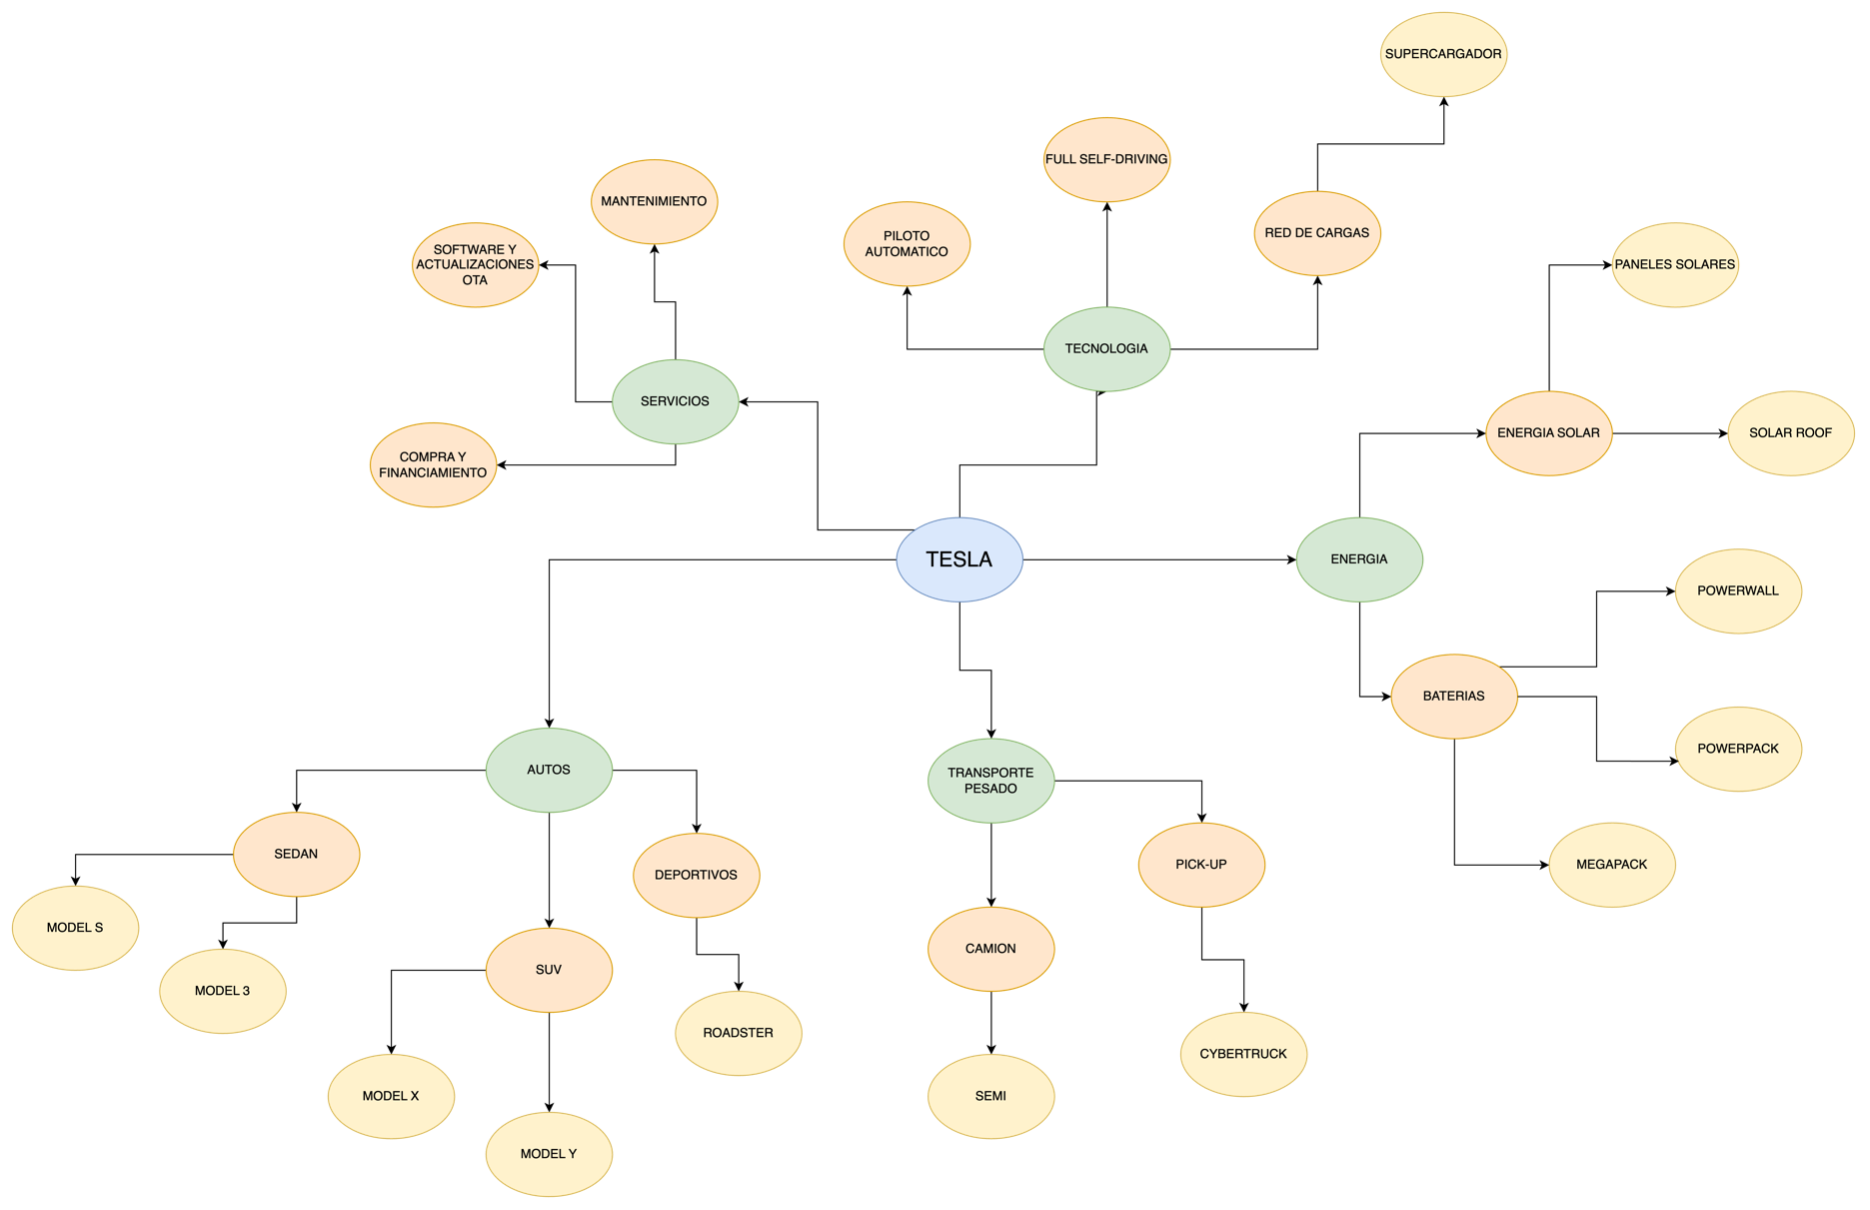 SUPERCARGADOR
FULL SELF-DRIVING
MANTENIMIENTO
PILOTO
AUTOMATICO
RED DE CARGAS
SOFTWARE Y
ACTUALIZACIONES
OTA
PANELES SOLARES
TECNOLOGIA
SERVICIOS
ENERGIA SOLAR
SOLAR ROOF
COMPRA Y
FINANCIAMIENTO
TESLA
ENERGIA
POWERWALL
BATERIAS
POWERPACK
AUTOS
TRANSPORTE
PESADO
SEDAN
DEPORTIVOS
PICK-UP
MEGAPACK
MODEL S
CAMION
SUV
MODEL 3
ROADSTER
CYBERTRUCK
MODEL X
SEMI
MODEL Y